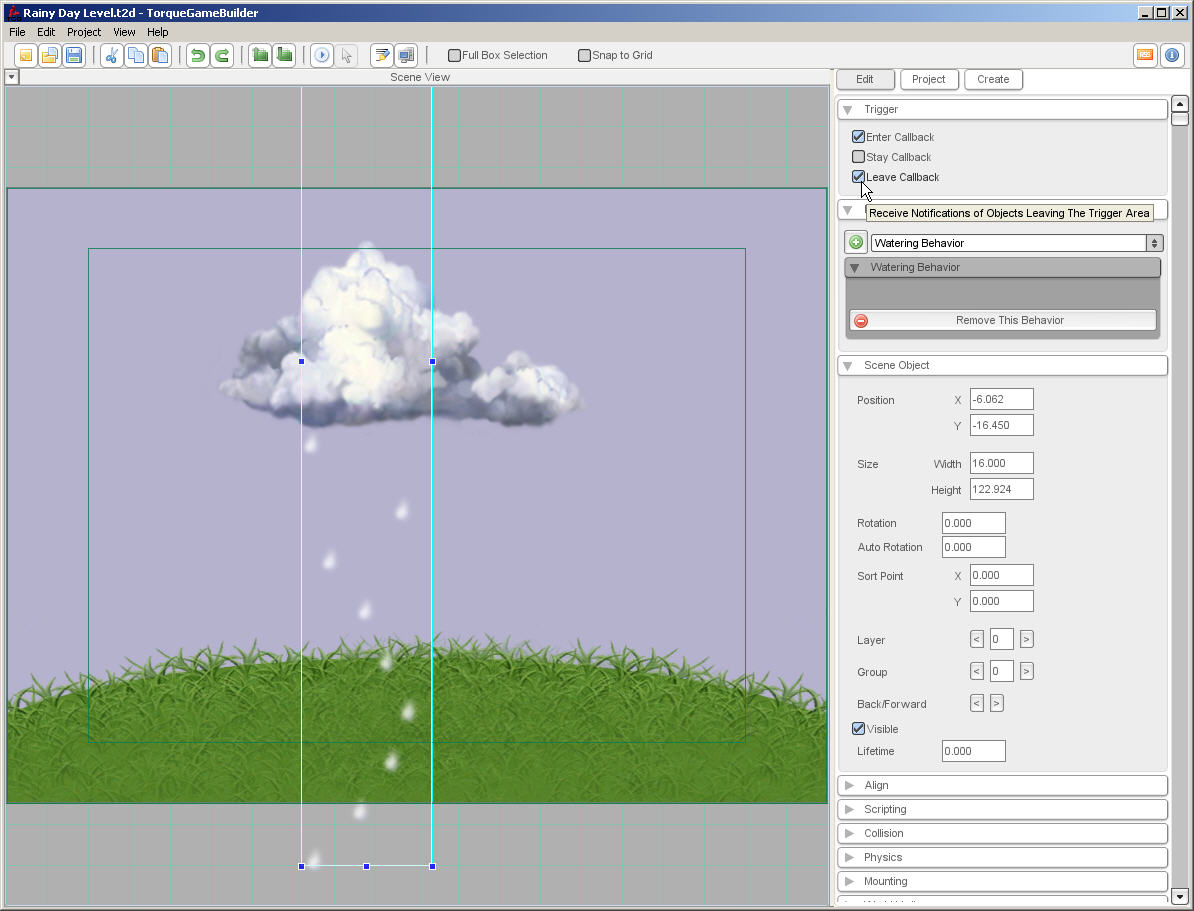 Rainy Day Level.t2d - TorqueGameBuilder
File Edit Project View Help
Full Box Selection Snap to Grid
Scene View
Edit Project Create
Trigger
Enter Callback
Stay Callback
Leave Callback
Receive Notifications of Objects Leaving The Trigger Area
Watering Behavior
Watering Behavior
Remove This Behavior
Scene Object
Position X -6.062
Y -16.450
Size Width 16.000
Height 122.924
Rotation 0.000
Auto Rotation 0.000
Sort Point X 0.000
Y 0.000
Layer < 0 >
Group < 0 >
Back/Forward < >
Visible
Lifetime 0.000
Align
Scripting
Collision
Physics
Mounting